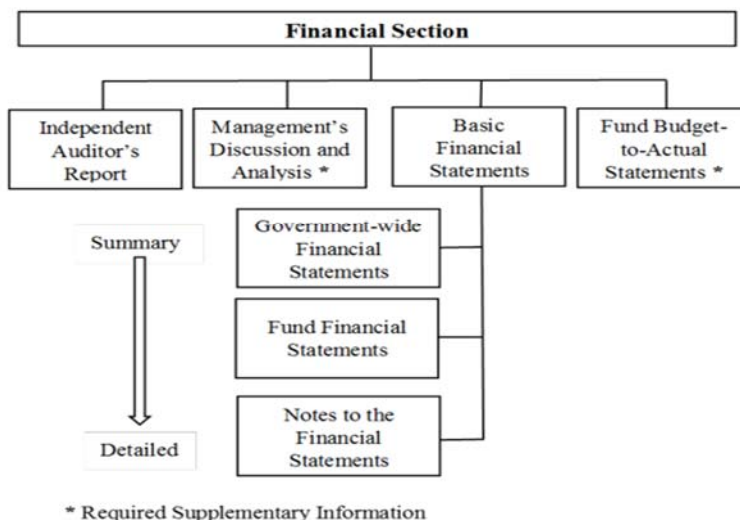 Financial Section
Independent
Auditor's
Report
Management's
Discussion and
Analysis *
Basic
Financial
Statements
Fund Budget-
to-Actual
Statements *
Summary
Government-wide
Financial
Statements
Fund Financial
Statements
Notes to the
Financial
Statements
Detailed
* Required Supplementary Information